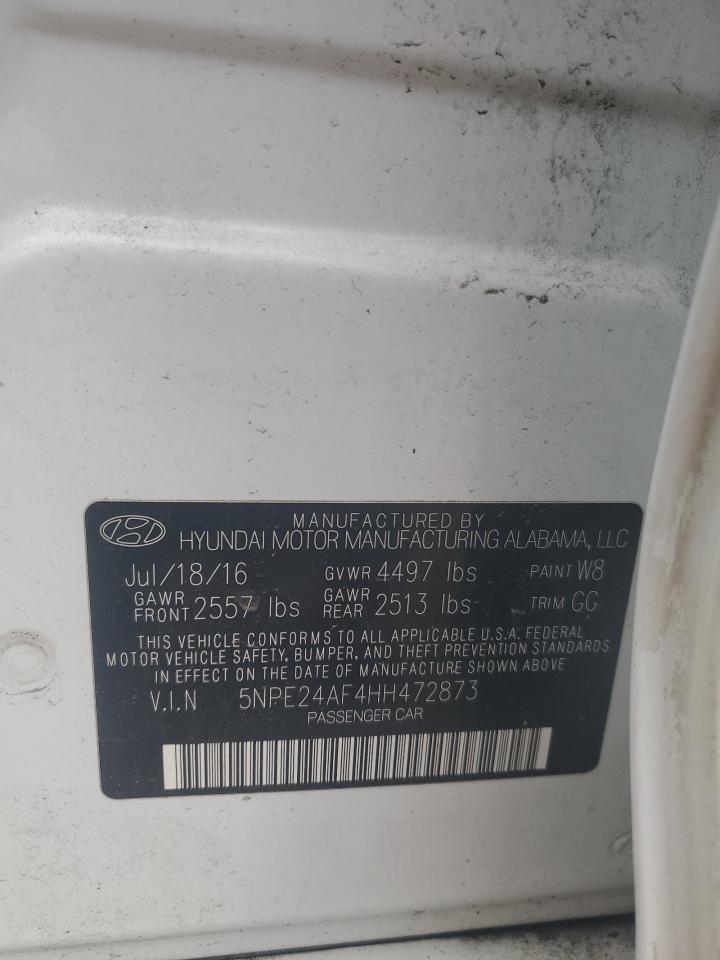 MANUFACTURED BY
HYUNDAI MOTOR MANUFACTURING ALABAMA, LLC
Jul/18/16 GVWR 4497 lbs PAINT W8
GAWR FRONT 2557 lbs GAWR REAR 2513 lbs TRIM GG
THIS VEHICLE CONFORMS TO ALL APPLICABLE U.S.A. FEDERAL
MOTOR VEHICLE SAFETY, BUMPER, AND THEFT PREVENTION STANDARDS
IN EFFECT ON THE DATE OF MANUFACTURE SHOWN ABOVE
V.I.N 5NPE24AF4HH472873
PASSENGER CAR